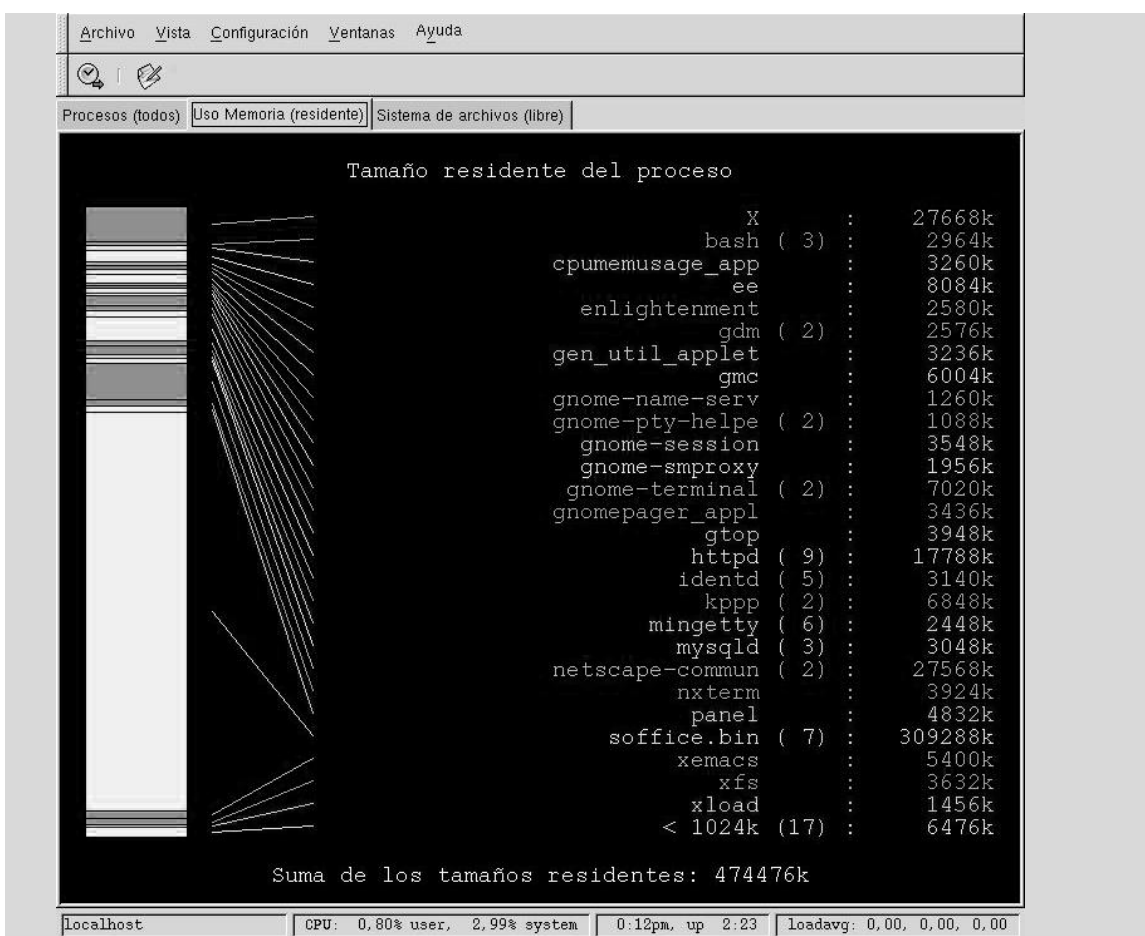 Archivo Vista Configuración Ventanas Ayuda
Procesos (todos) Uso Memoria (residente) Sistema de archivos (libre)
Tamaño residente del proceso
X : 27668k
bash ( 3) : 2964k
cpumemusage_app : 3260k
ee : 8084k
enlightenment : 2580k
gdm ( 2) : 2576k
gen_util_applet : 3236k
gmc : 6004k
gnome-name-serv : 1260k
gnome-pty-helpe ( 2) : 1088k
gnome-session : 3548k
gnome-smproxy : 1956k
gnome-terminal ( 2) : 7020k
gnomepager_appl : 3436k
gtop : 3948k
httpd ( 9) : 17788k
identd ( 5) : 3140k
kppp ( 2) : 6848k
mingetty ( 6) : 2448k
mysqld ( 3) : 3048k
netscape-commun ( 2) : 27568k
nxterm : 3924k
panel : 4832k
soffice.bin ( 7) : 309288k
xemacs : 5400k
xfs : 3632k
xload : 1456k
< 1024k (17) : 6476k
Suma de los tamaños residentes: 474476k
localhost CPU: 0,80% user, 2,99% system 0:12pm, up 2:23 loadavg: 0,00, 0,00, 0,00